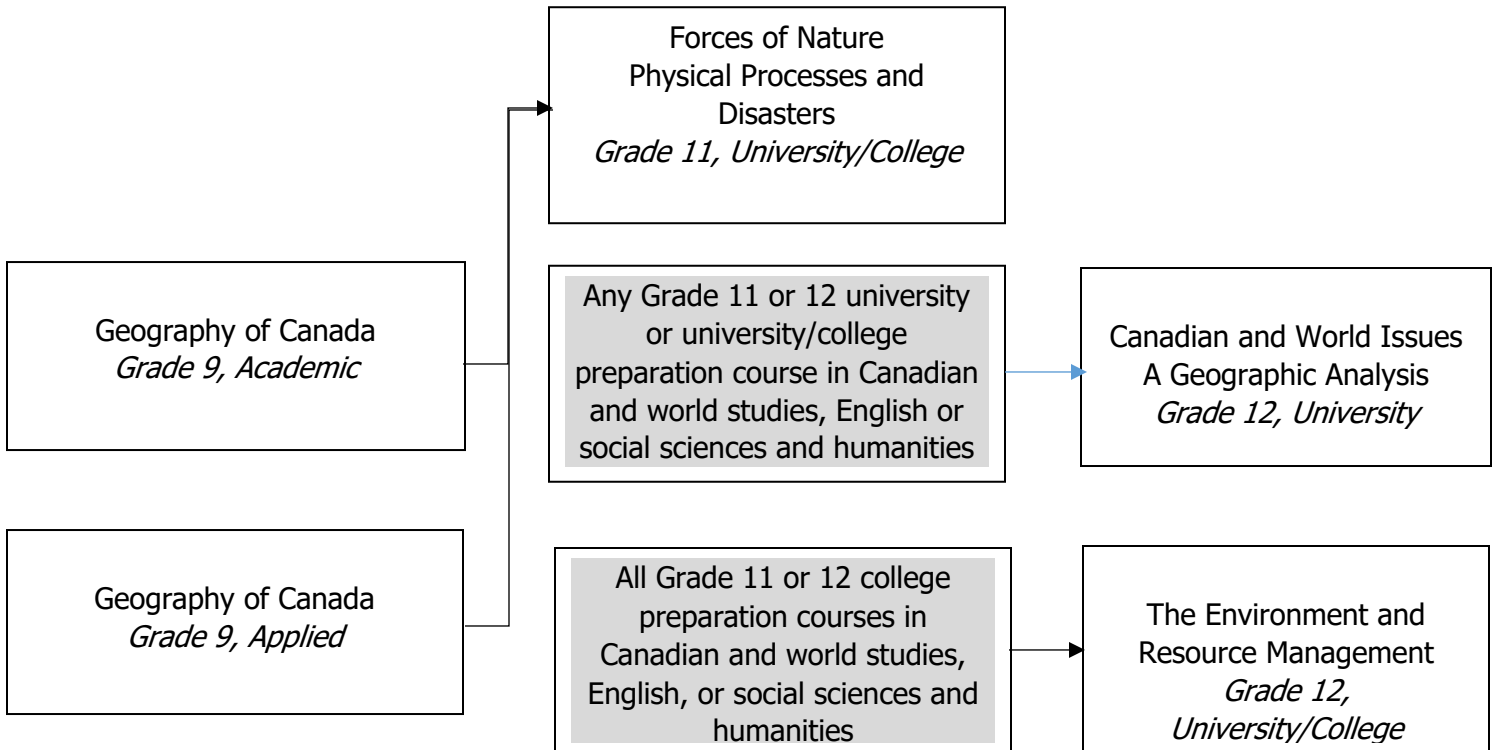 Forces of Nature
Physical Processes and
Disasters
Grade 11, University/College
Geography of Canada
Grade 9, Academic
Any Grade 11 or 12 university
or university/college
preparation course in Canadian
and world studies, English or
social sciences and humanities
Canadian and World Issues
A Geographic Analysis
Grade 12, University
Geography of Canada
Grade 9, Applied
All Grade 11 or 12 college
preparation courses in
Canadian and world studies,
English, or social sciences and
humanities
The Environment and
Resource Management
Grade 12,
University/College